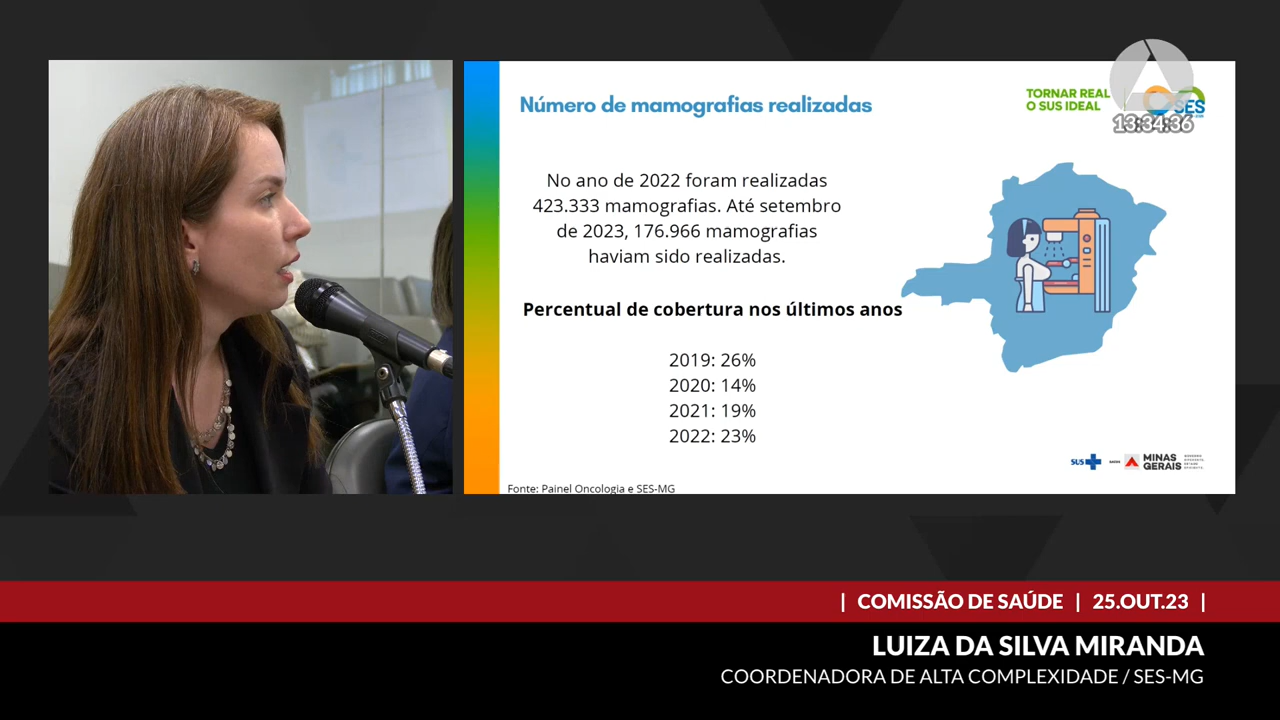 Número de mamografias realizadas
TORNAR REAL
O SUS IDEAL
SES
13:34:36
No ano de 2022 foram realizadas
423.333 mamografias. Até setembro
de 2023, 176.966 mamografias
haviam sido realizadas.
Percentual de cobertura nos últimos anos
2019: 26%
2020: 14%
2021: 19%
2022: 23%
SUS
MINAS
GERAIS
Fonte: Painel Oncologia e SES-MG
| COMISSÃO DE SAÚDE | 25.OUT.23 |
LUIZA DA SILVA MIRANDA
COORDENADORA DE ALTA COMPLEXIDADE / SES-MG